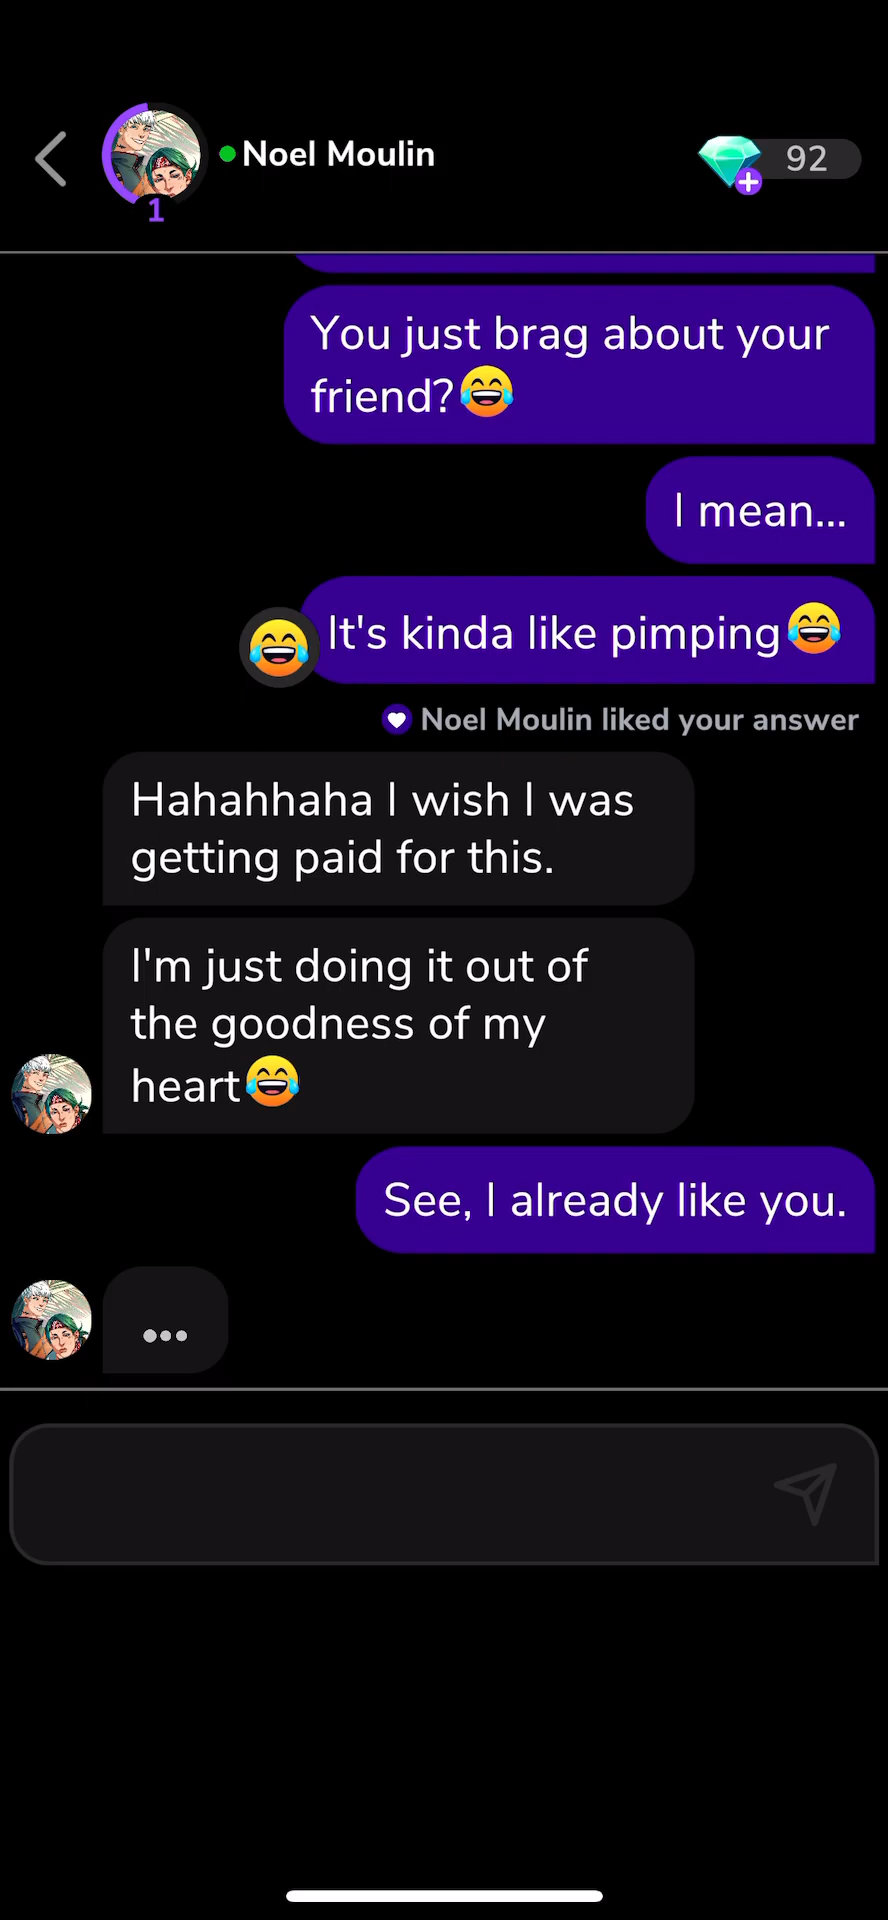 Noel Moulin
92
1
You just brag about your
friend?😂
I mean...
It's kinda like pimping😂
😂
Noel Moulin liked your answer
Hahahhaha I wish I was
getting paid for this.
I'm just doing it out of
the goodness of my
heart😂
See, I already like you.
...